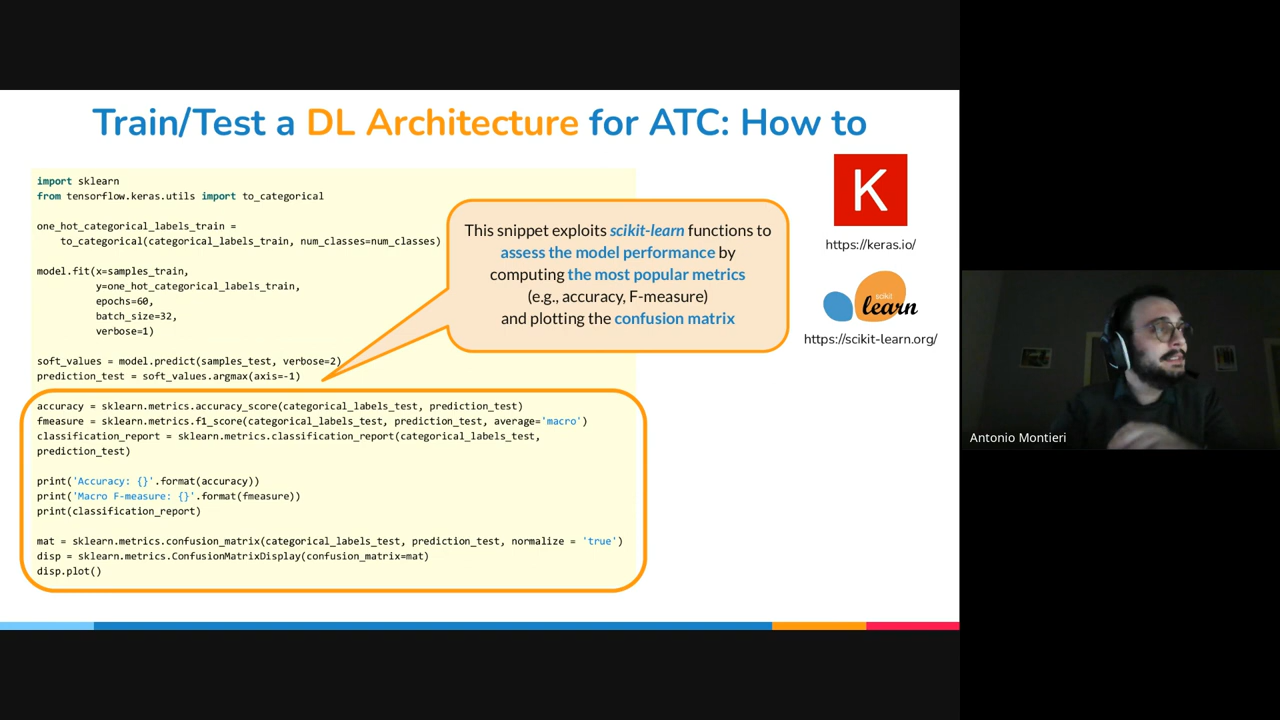 Train/Test a DL Architecture for ATC: How to
import sklearn
from tensorflow.keras.utils import to_categorical
one_hot_categorical_labels_train =
to_categorical(categorical_labels_train, num_classes=num_classes)
model.fit(x=samples_train,
y=one_hot_categorical_labels_train,
epochs=60,
batch_size=32,
verbose=1)
soft_values = model.predict(samples_test, verbose=2)
prediction_test = soft_values.argmax(axis=-1)
accuracy = sklearn.metrics.accuracy_score(categorical_labels_test, prediction_test)
fmeasure = sklearn.metrics.f1_score(categorical_labels_test, prediction_test, average='macro')
classification_report = sklearn.metrics.classification_report(categorical_labels_test,
prediction_test)
print('Accuracy: {}'.format(accuracy))
print('Macro F-measure: {}'.format(fmeasure))
print(classification_report)
mat = sklearn.metrics.confusion_matrix(categorical_labels_test, prediction_test, normalize = 'true')
disp = sklearn.metrics.ConfusionMatrixDisplay(confusion_matrix=mat)
disp.plot()
This snippet exploits scikit-learn functions to
assess the model performance by
computing the most popular metrics
(e.g., accuracy, F-measure)
and plotting the confusion matrix
K
https://keras.io/
scikit
learn
https://scikit-learn.org/
Antonio Montieri